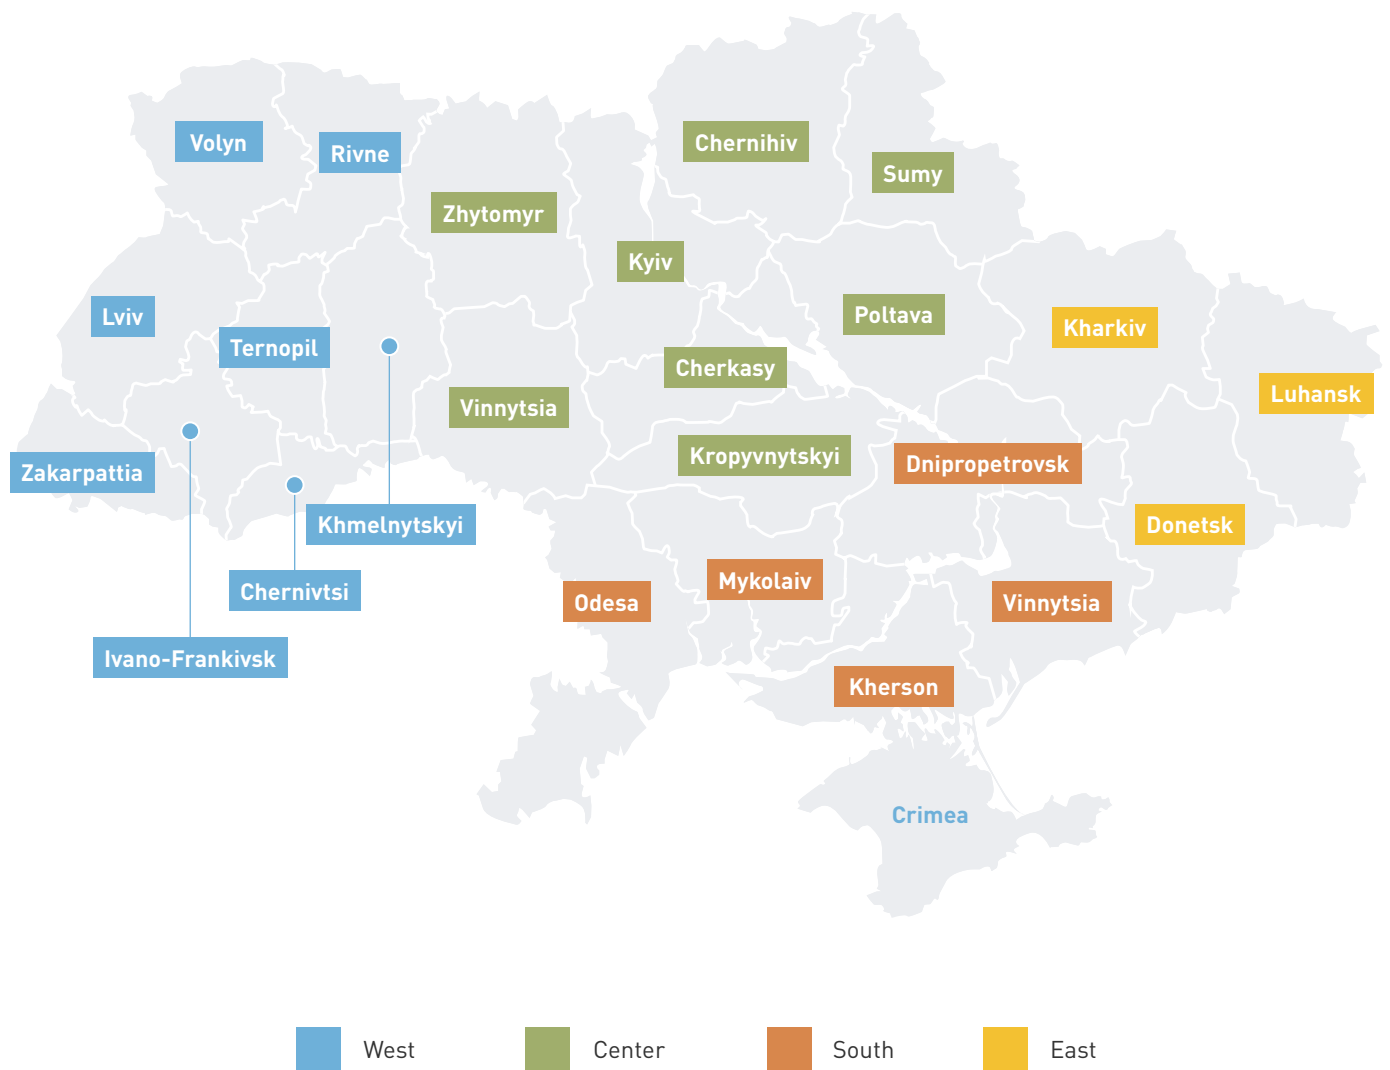 Volyn
Rivne
Chernihiv
Sumy
Zhytomyr
Kyiv
Lviv
Ternopil
Poltava
Kharkiv
Cherkasy
Luhansk
Vinnytsia
Zakarpattia
Kropyvnytskyi
Dnipropetrovsk
Khmelnytskyi
Donetsk
Chernivtsi
Mykolaiv
Odesa
Vinnytsia
Ivano-Frankivsk
Kherson
Crimea
West
Center
South
East